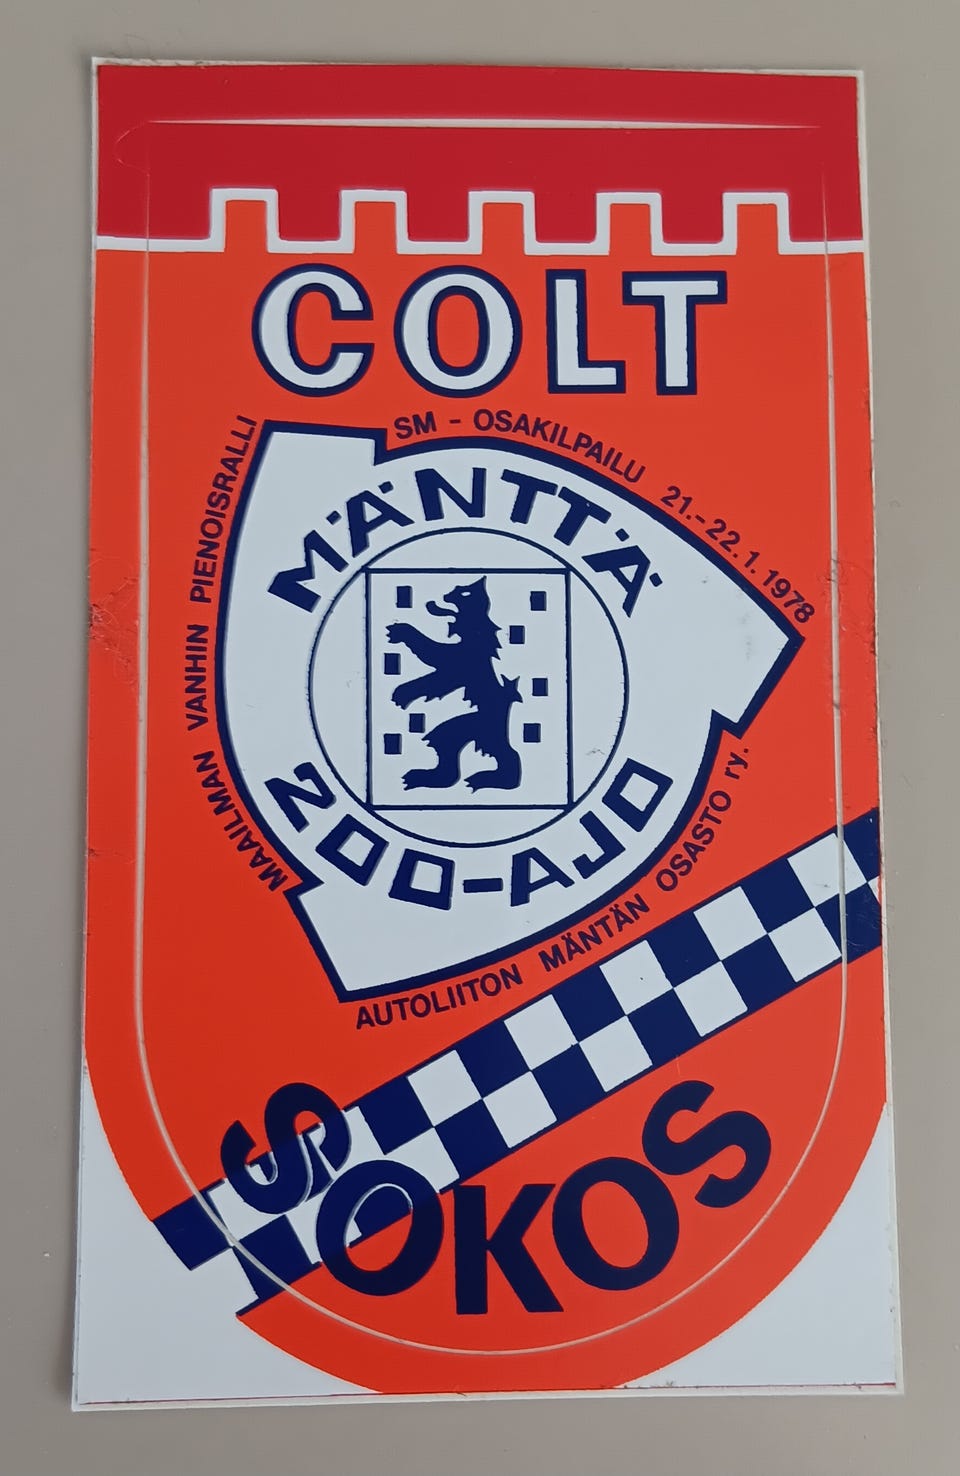 COLT
SM - OSAKILPAILU 21.-22.1.1978
MAAILMAN VANHIN PIENOISRALLI
MÄNTTÄ
200-AJO
AUTOLIITON MÄNTÄN OSASTO ry.
SOKOS